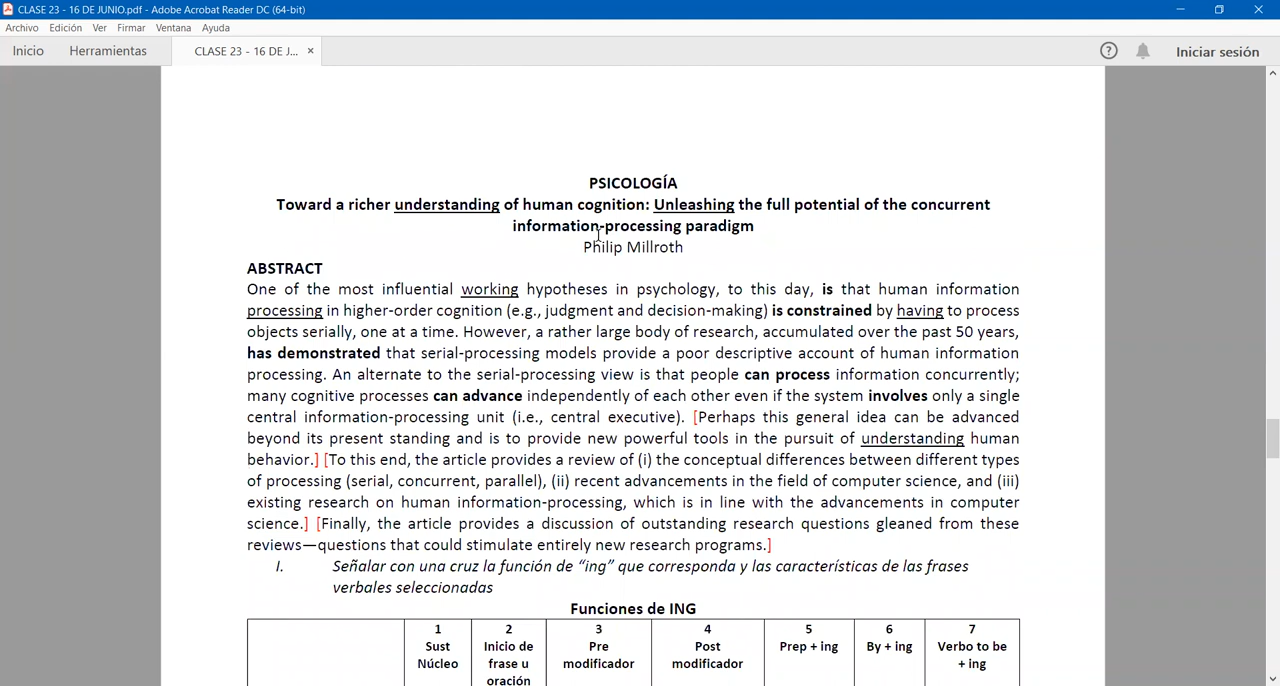 CLASE 23 - 16 DE JUNIO.pdf - Adobe Acrobat Reader DC (64-bit)
Archivo Edición Ver Firmar Ventana Ayuda
Inicio Herramientas CLASE 23 - 16 DE J... × Iniciar sesión
PSICOLOGÍA
Toward a richer understanding of human cognition: Unleashing the full potential of the concurrent
information-processing paradigm
Philip Millroth
ABSTRACT
One of the most influential working hypotheses in psychology, to this day, is that human information
processing in higher-order cognition (e.g., judgment and decision-making) is constrained by having to process
objects serially, one at a time. However, a rather large body of research, accumulated over the past 50 years,
has demonstrated that serial-processing models provide a poor descriptive account of human information
processing. An alternate to the serial-processing view is that people can process information concurrently;
many cognitive processes can advance independently of each other even if the system involves only a single
central information-processing unit (i.e., central executive). [Perhaps this general idea can be advanced
beyond its present standing and is to provide new powerful tools in the pursuit of understanding human
behavior.] [To this end, the article provides a review of (i) the conceptual differences between different types
of processing (serial, concurrent, parallel), (ii) recent advancements in the field of computer science, and (iii)
existing research on human information-processing, which is in line with the advancements in computer
science.] [Finally, the article provides a discussion of outstanding research questions gleaned from these
reviews—questions that could stimulate entirely new research programs.]
I. Señalar con una cruz la función de “ing” que corresponda y las características de las frases
verbales seleccionadas
Funciones de ING
1 2 3 4 5 6 7
Sust Inicio de Pre Post Prep + ing By + ing Verbo to be
Núcleo frase u modificador modificador + ing
oración